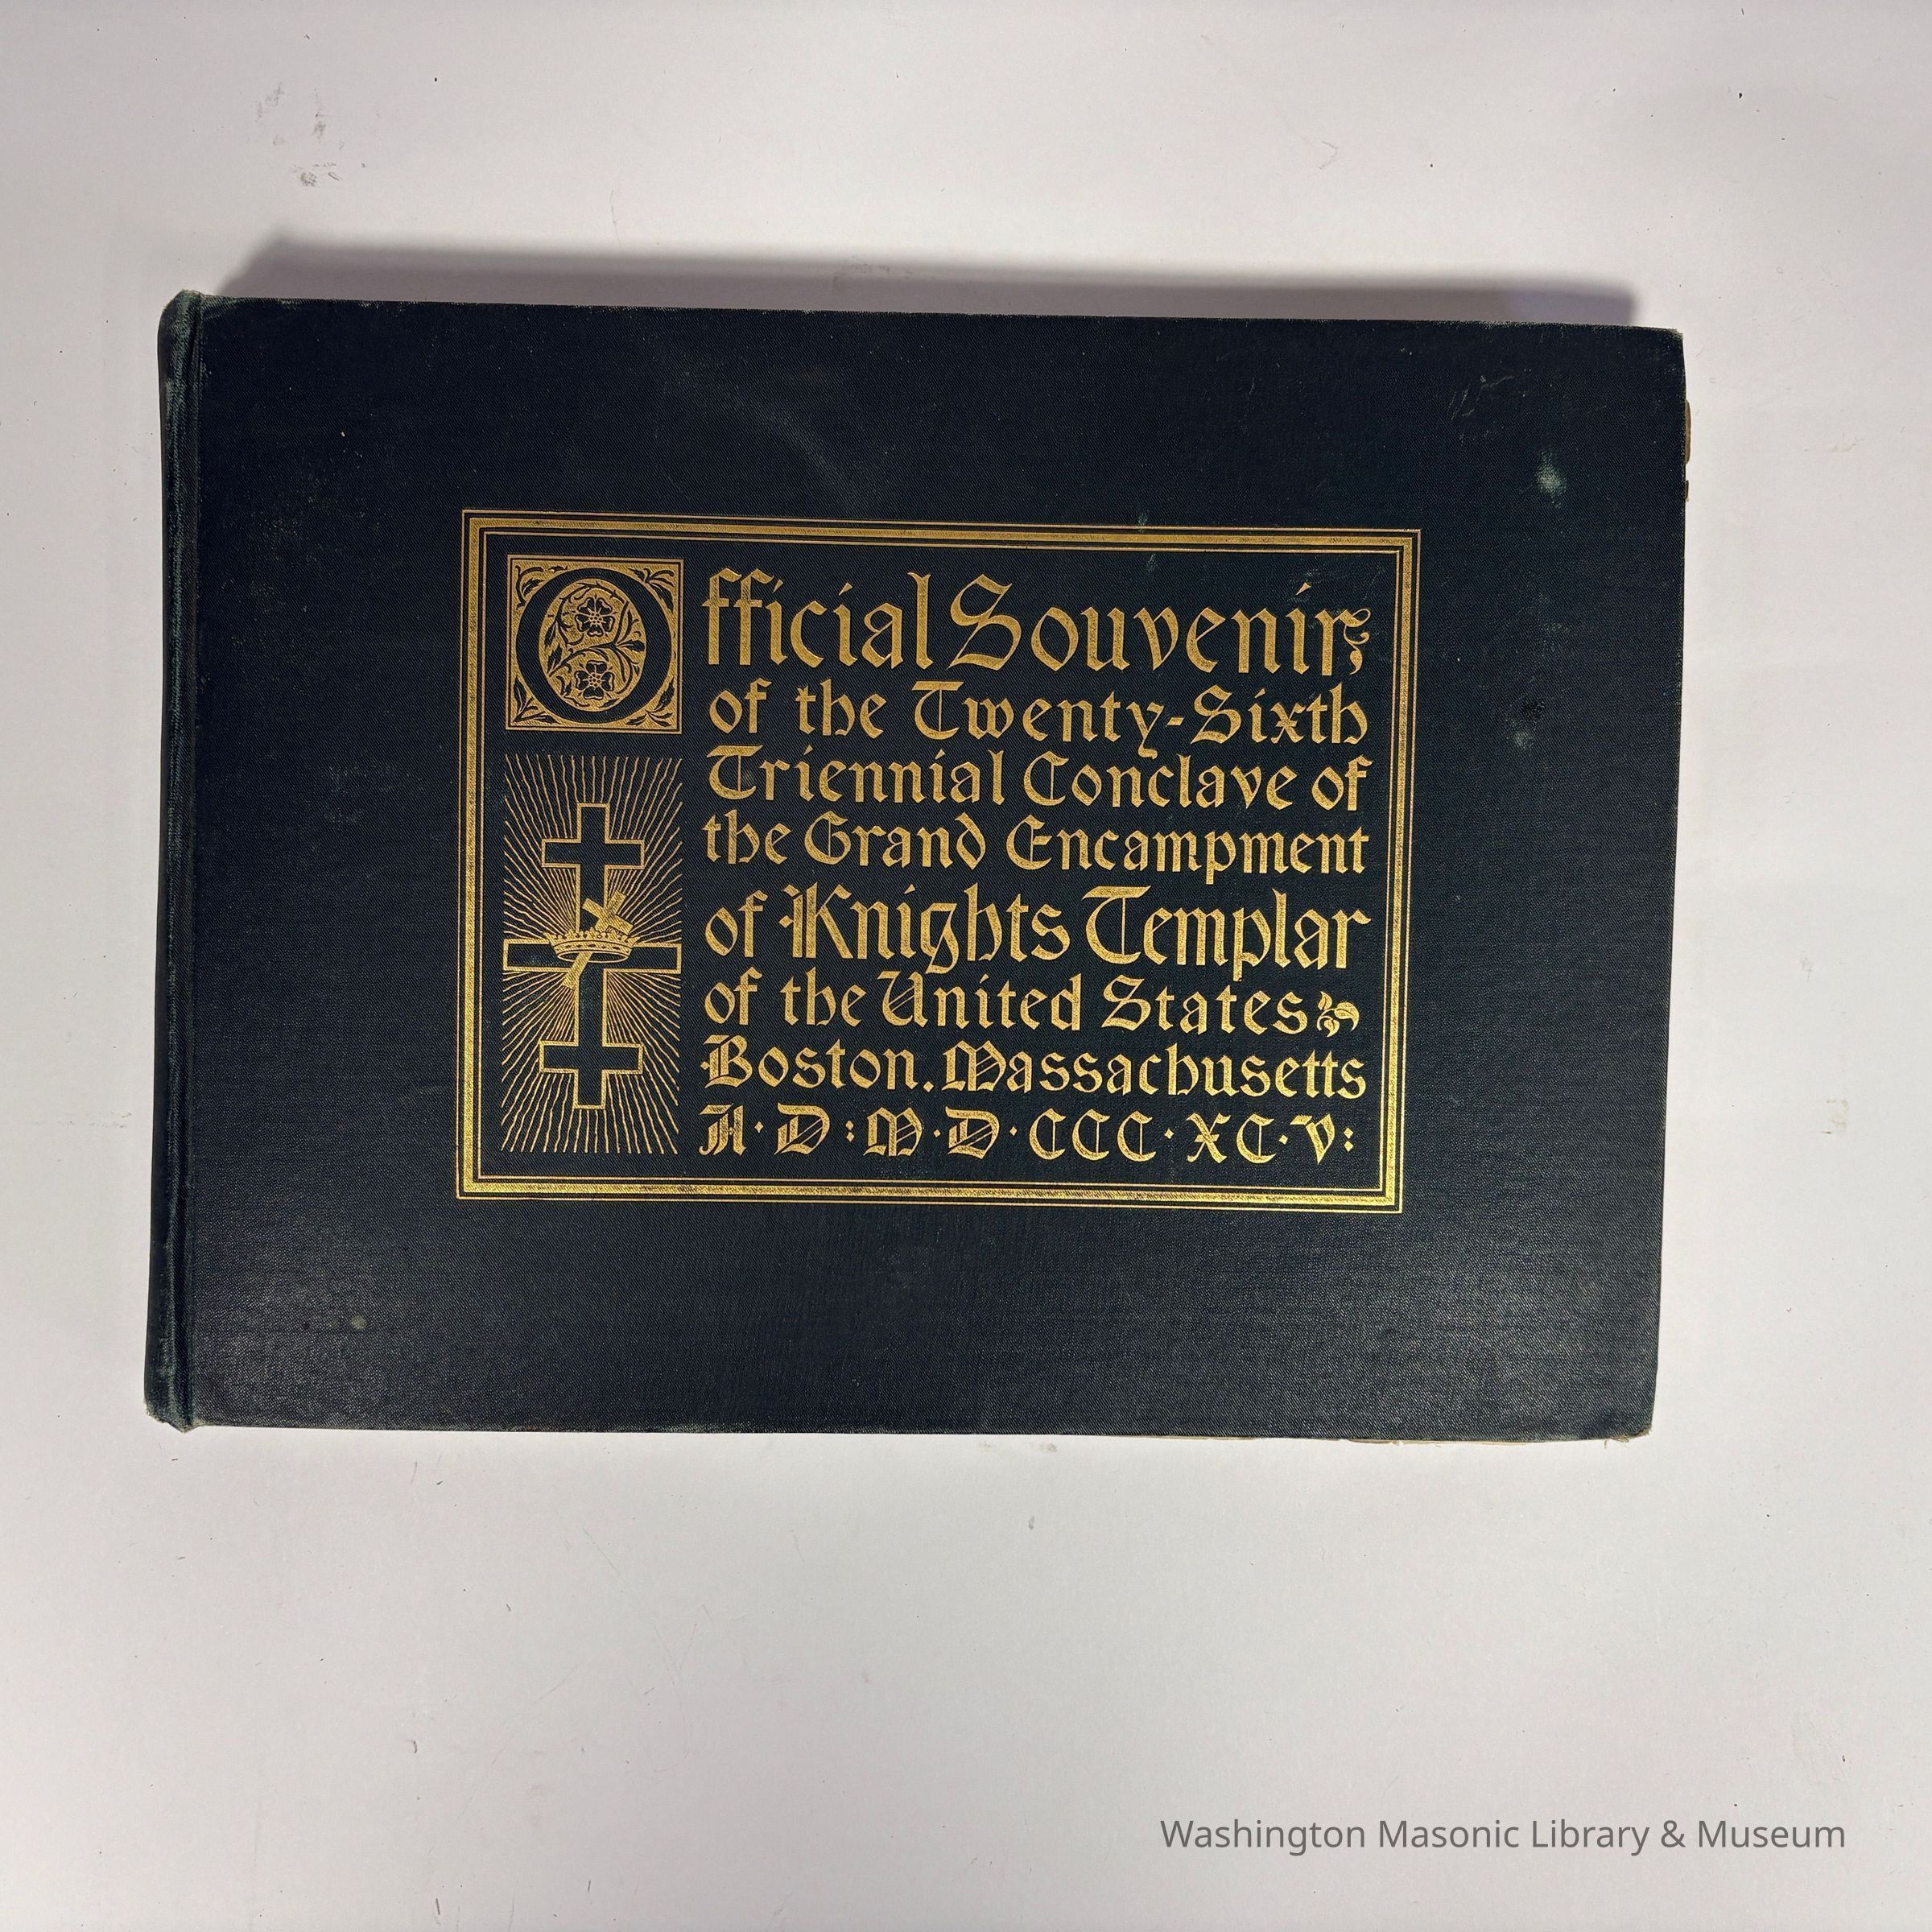 Official Souvenir
of the Twenty-Sixth
Triennial Conclave of
the Grand Encampment
of Knights Templar
of the United States
Boston. Massachusetts
A·D:M·D·CCC·XC·V:
Washington Masonic Library & Museum